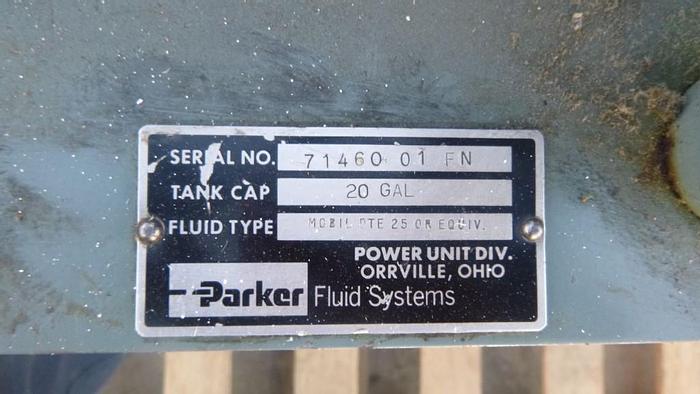 SERIAL NO. 71460 01 FN
TANK CAP 20 GAL
FLUID TYPE MOBIL DTE 25 OR EQUIV.
POWER UNIT DIV.
ORRVILLE, OHIO
Parker Fluid Systems